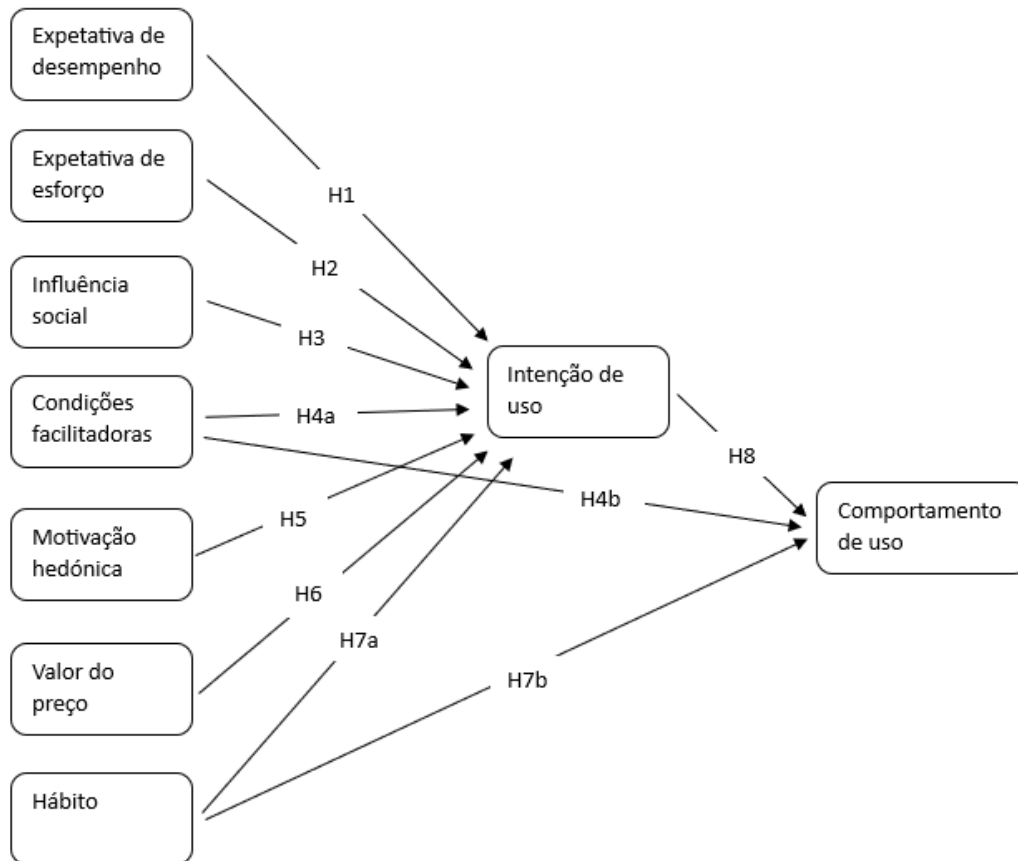 Expetativa de
desempenho
Expetativa de
esforço
H1
H2
Influência
social
H3
Intenção de
uso
Condições
facilitadoras
H4a
H8
H4b
Comportamento
de uso
Motivação
hedónica
H5
H6
H7a
Valor do
preço
H7b
Hábito